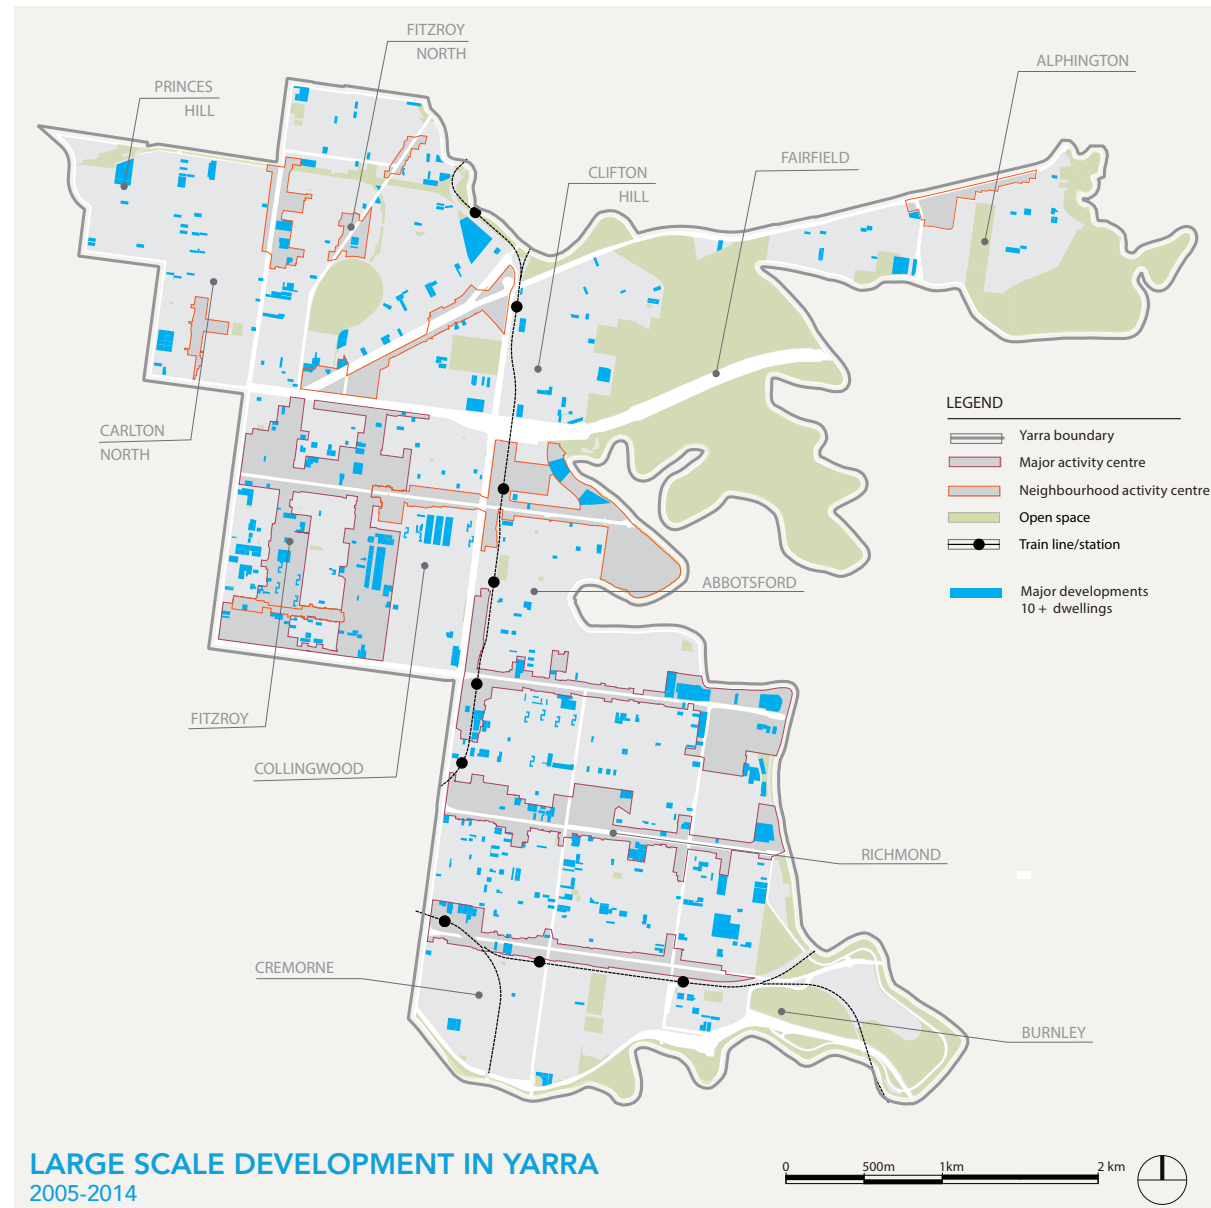 FITZROY
NORTH
ALPHINGTON
PRINCES
HILL
FAIRFIELD
CLIFTON
HILL
LEGEND
Yarra boundary
Major activity centre
Neighbourhood activity centre
Open space
Train line/station
Major developments
10 + dwellings
CARLTON
NORTH
ABBOTSFORD
FITZROY
COLLINGWOOD
RICHMOND
CREMORNE
BURNLEY
LARGE SCALE DEVELOPMENT IN YARRA
2005-2014
0 500m 1km 2 km